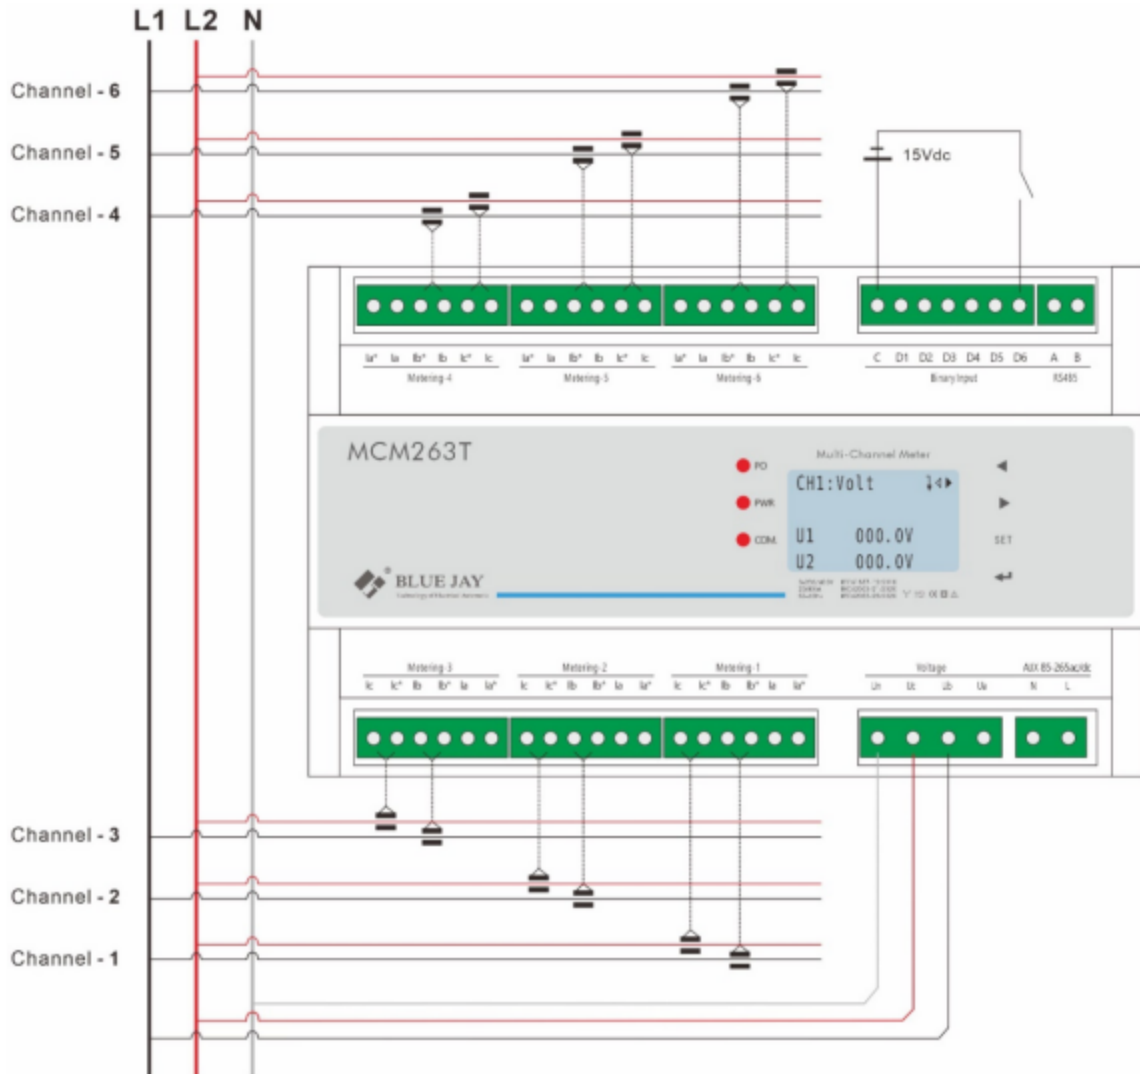 L1 L2 N
Channel - 6
Channel - 5
Channel - 4
15Vdc
Ia* Ia Ib* Ib Ic* Ic
Metering-4
Ia* Ia Ib* Ib Ic* Ic
Metering-5
Ia* Ia Ib* Ib Ic* Ic
Metering-6
C D1 D2 D3 D4 D5 D6
Binary Input
A B
RS485
MCM263T
Multi-Channel Meter
PO
PWR
COM.
CH1:Volt
U1 000.0V
U2 000.0V
SET
BLUE JAY
Metering-3
Ic Ic* Ib Ib* Ia Ia*
Metering-2
Ic Ic* Ib Ib* Ia Ia*
Metering-1
Ic Ic* Ib Ib* Ia Ia*
Voltage
Un Uc Ub Ua
AUX 85-265ac/dc
N L
Channel - 3
Channel - 2
Channel - 1